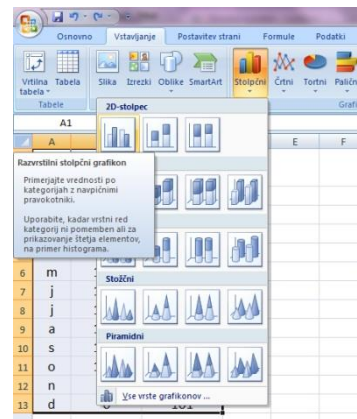 Osnovno Vstavljanje Postavitev strani Formule Podatki
Vrtilna tabela Tabela Slika Izrezki Oblike SmartArt Stolpčni Črtni Tortni Palični
Tabele Grafi
A1
2D-stolpec
A E F
Razvrstilni stolpčni grafikon
Primerjajte vrednosti po
kategorijah z navpičnimi
pravokotniki.
Uporabite, kadar vrstni red
kategorij ni pomemben ali za
prikazovanje štetja elementov,
na primer histograma.
6 m
Stožčni
7 j
8 j
9 a
Piramidni
10 s
11 o
12 n
Vse vrste grafikonov ...
13 d